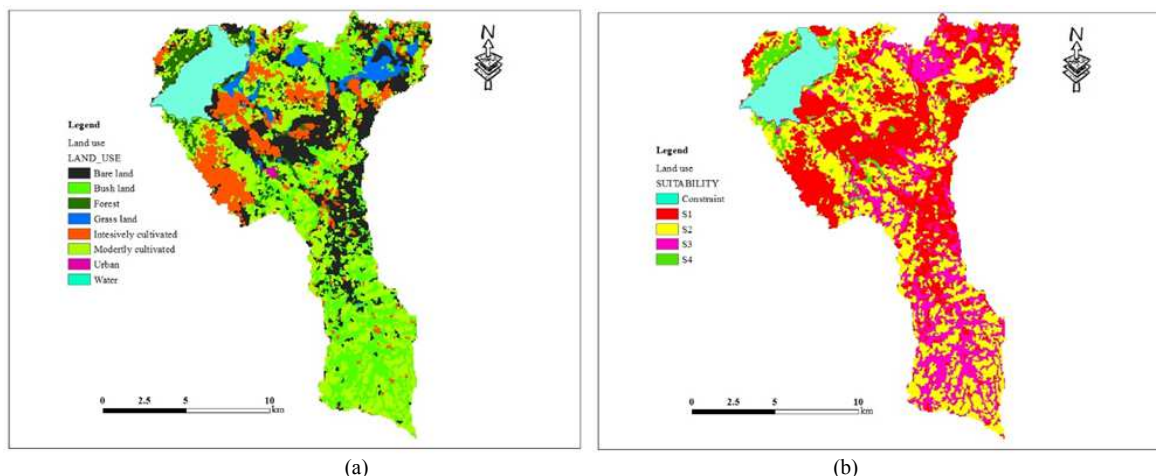 N
Legend
Land use
LAND_USE
Bare land
Bush land
Forest
Grass land
Intesively cultivated
Modertly cultivated
Urban
Water
0 2.5 5 10
km
(a)
N
Legend
Land use
SUITABILITY
Constraint
S1
S2
S3
S4
0 2.5 5 10
km
(b)